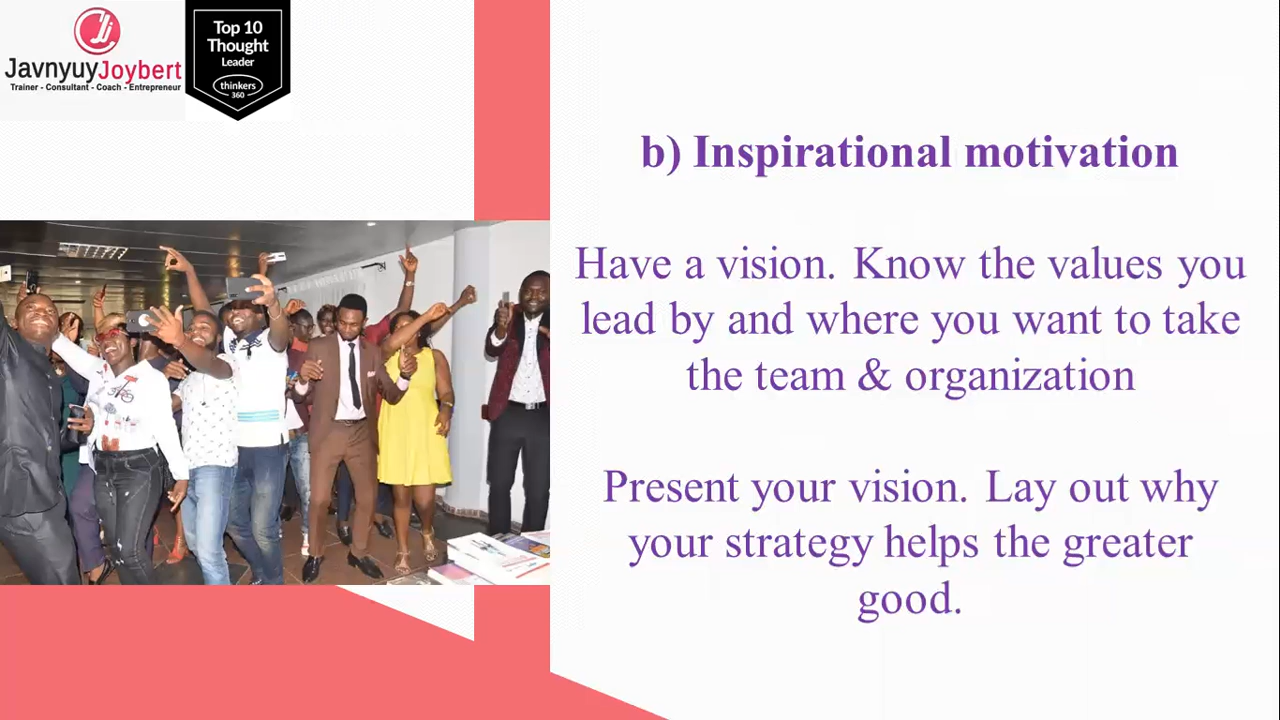 JavnyuyJoybert
Trainer - Consultant - Coach - Entrepreneur
Top 10
Thought
Leader
thinkers
360
b) Inspirational motivation
Have a vision. Know the values you
lead by and where you want to take
the team & organization
Present your vision. Lay out why
your strategy helps the greater
good.